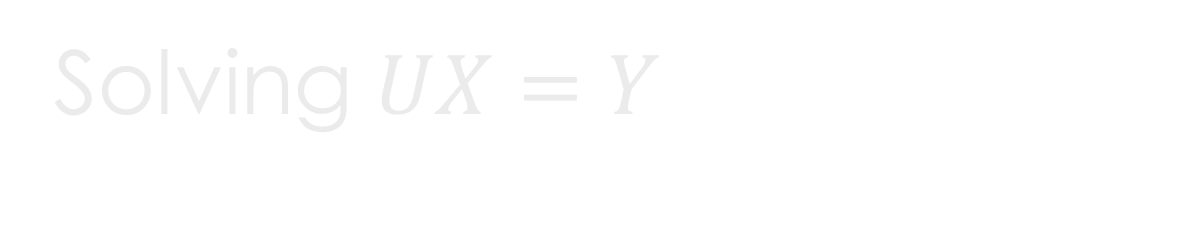 Solving UX = Y